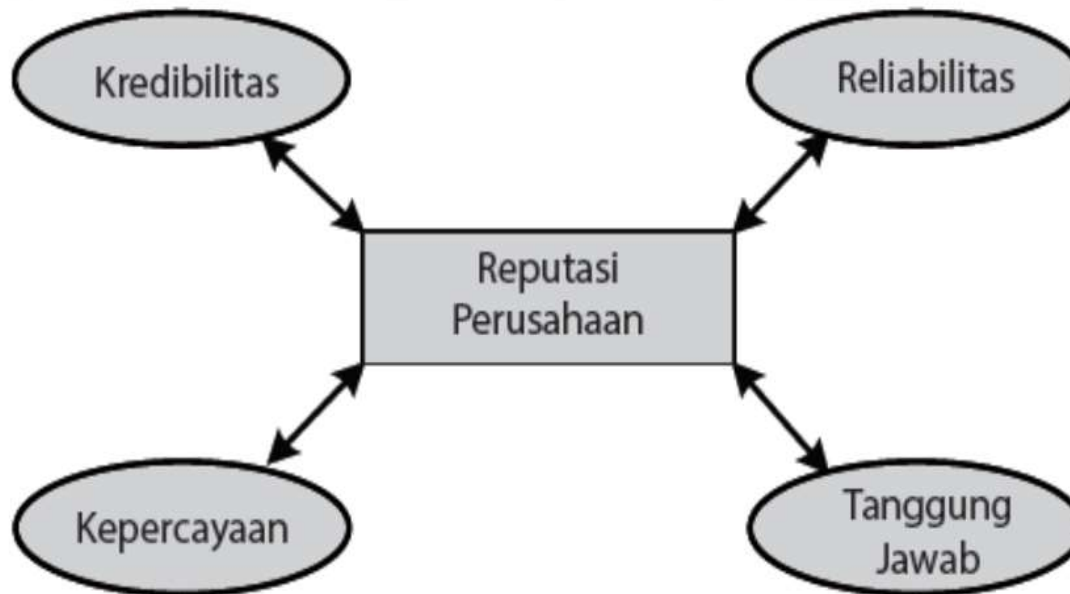 Kredibilitas
Reliabilitas
Reputasi
Perusahaan
Kepercayaan
Tanggung
Jawab